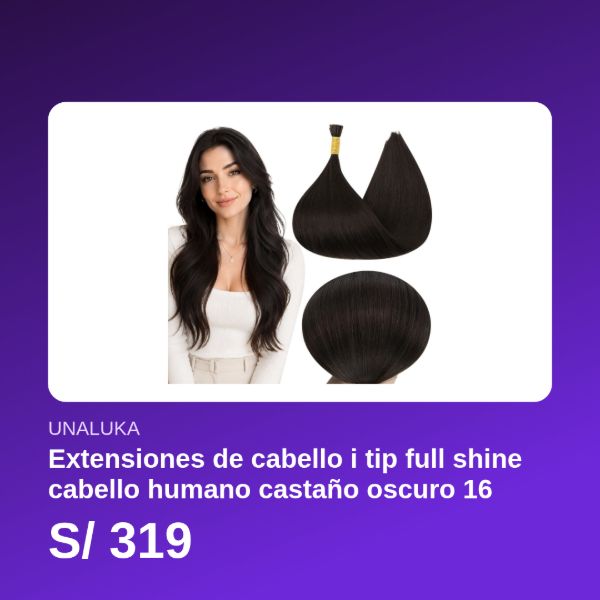 UNALUKA
Extensiones de cabello i tip full shine
cabello humano castaño oscuro 16
S/ 319